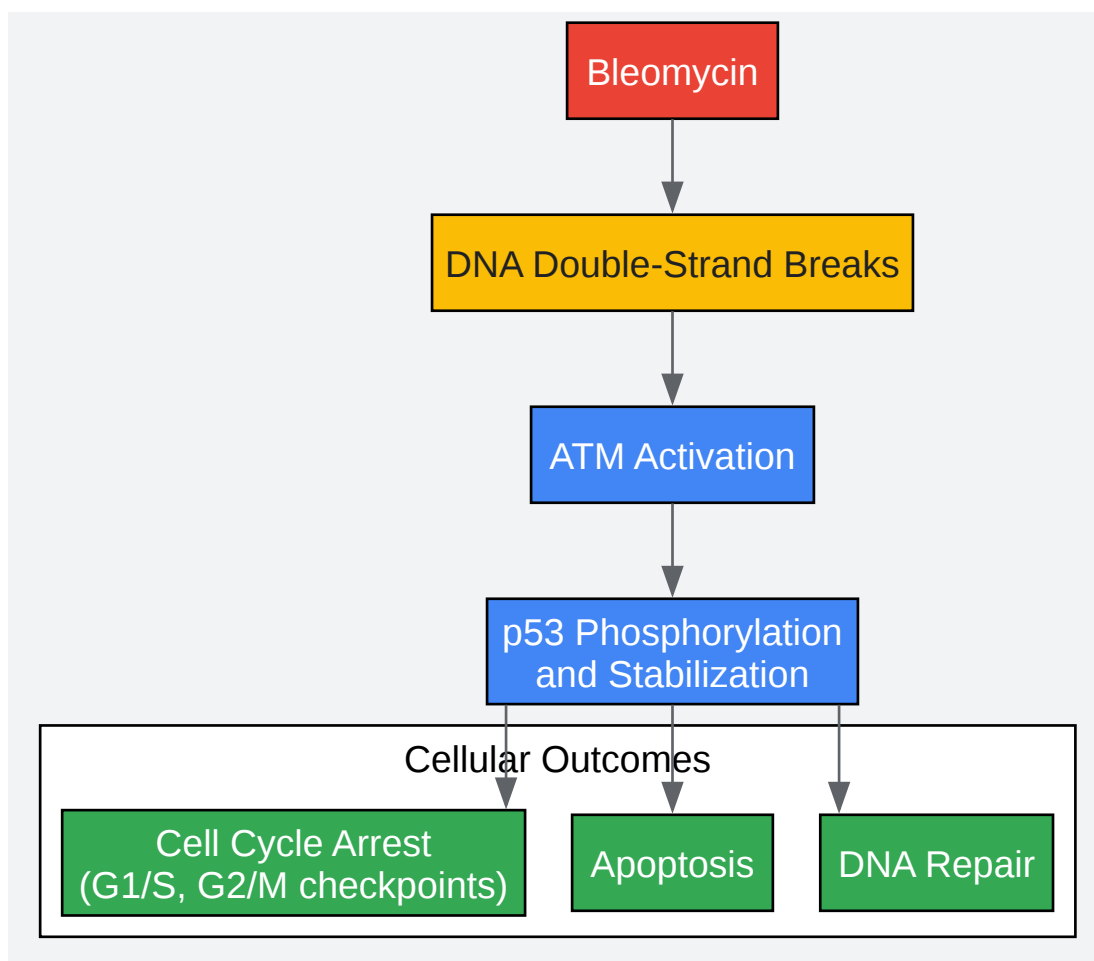 Bleomycin
DNA Double-Strand Breaks
ATM Activation
p53 Phosphorylation
and Stabilization
Cellular Outcomes
Cell Cycle Arrest
(G1/S, G2/M checkpoints)
Apoptosis
DNA Repair